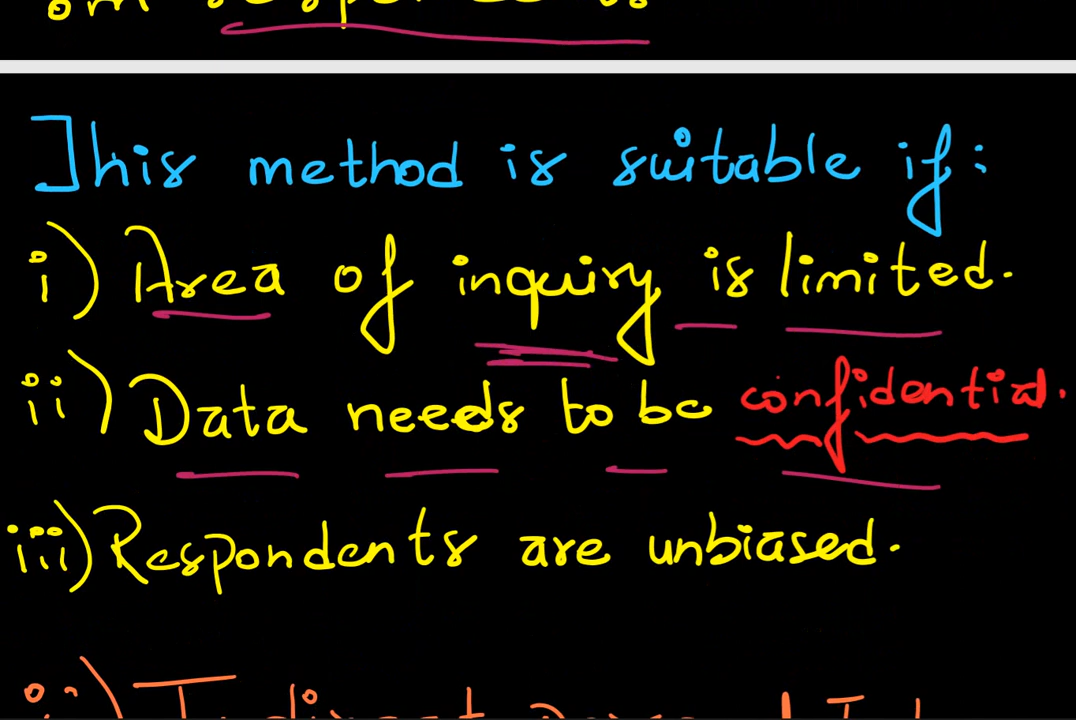 This method is suitable if:
i) Area of inquiry is limited.
ii) Data needs to be confidential.
iii) Respondents are unbiased.